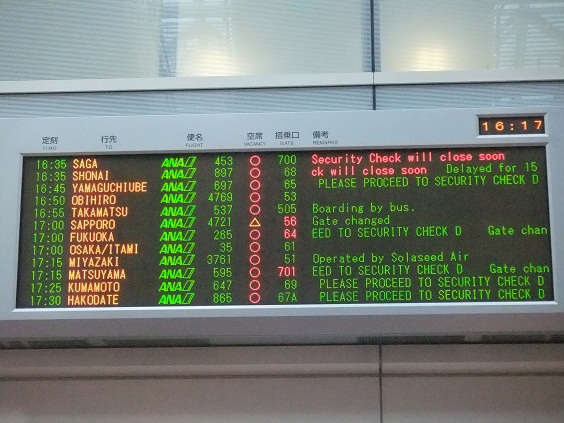 16:17
定刻 行先 便名 空席 搭乗口 備考
TIME TO FLIGHT VACANCY GATE REMARKS
16:35 SAGA ANA 453 ○ 700 Security Check will close soon
16:35 SHONAI ANA 897 ○ 68 ck will close soon Delayed for 15
16:45 YAMAGUCHIUBE ANA 697 ○ 65 PLEASE PROCEED TO SECURITY CHECK D
16:50 OBIHIRO ANA 4769 ○ 53
16:55 TAKAMATSU ANA 537 ○ 505 Boarding by bus.
17:00 SAPPORO ANA 4721 △ 56 Gate changed
17:00 FUKUOKA ANA 265 ○ 64 EED TO SECURITY CHECK D Gate chan
17:00 OSAKA/ITAMI ANA 35 ○ 61
17:15 MIYAZAKI ANA 3761 ○ 51 Operated by Solaseed Air
17:15 MATSUYAMA ANA 595 ○ 701 EED TO SECURITY CHECK D Gate chan
17:25 KUMAMOTO ANA 647 ○ 69 PLEASE PROCEED TO SECURITY CHECK D
17:30 HAKODATE ANA 865 ○ 67A PLEASE PROCEED TO SECURITY CHECK D